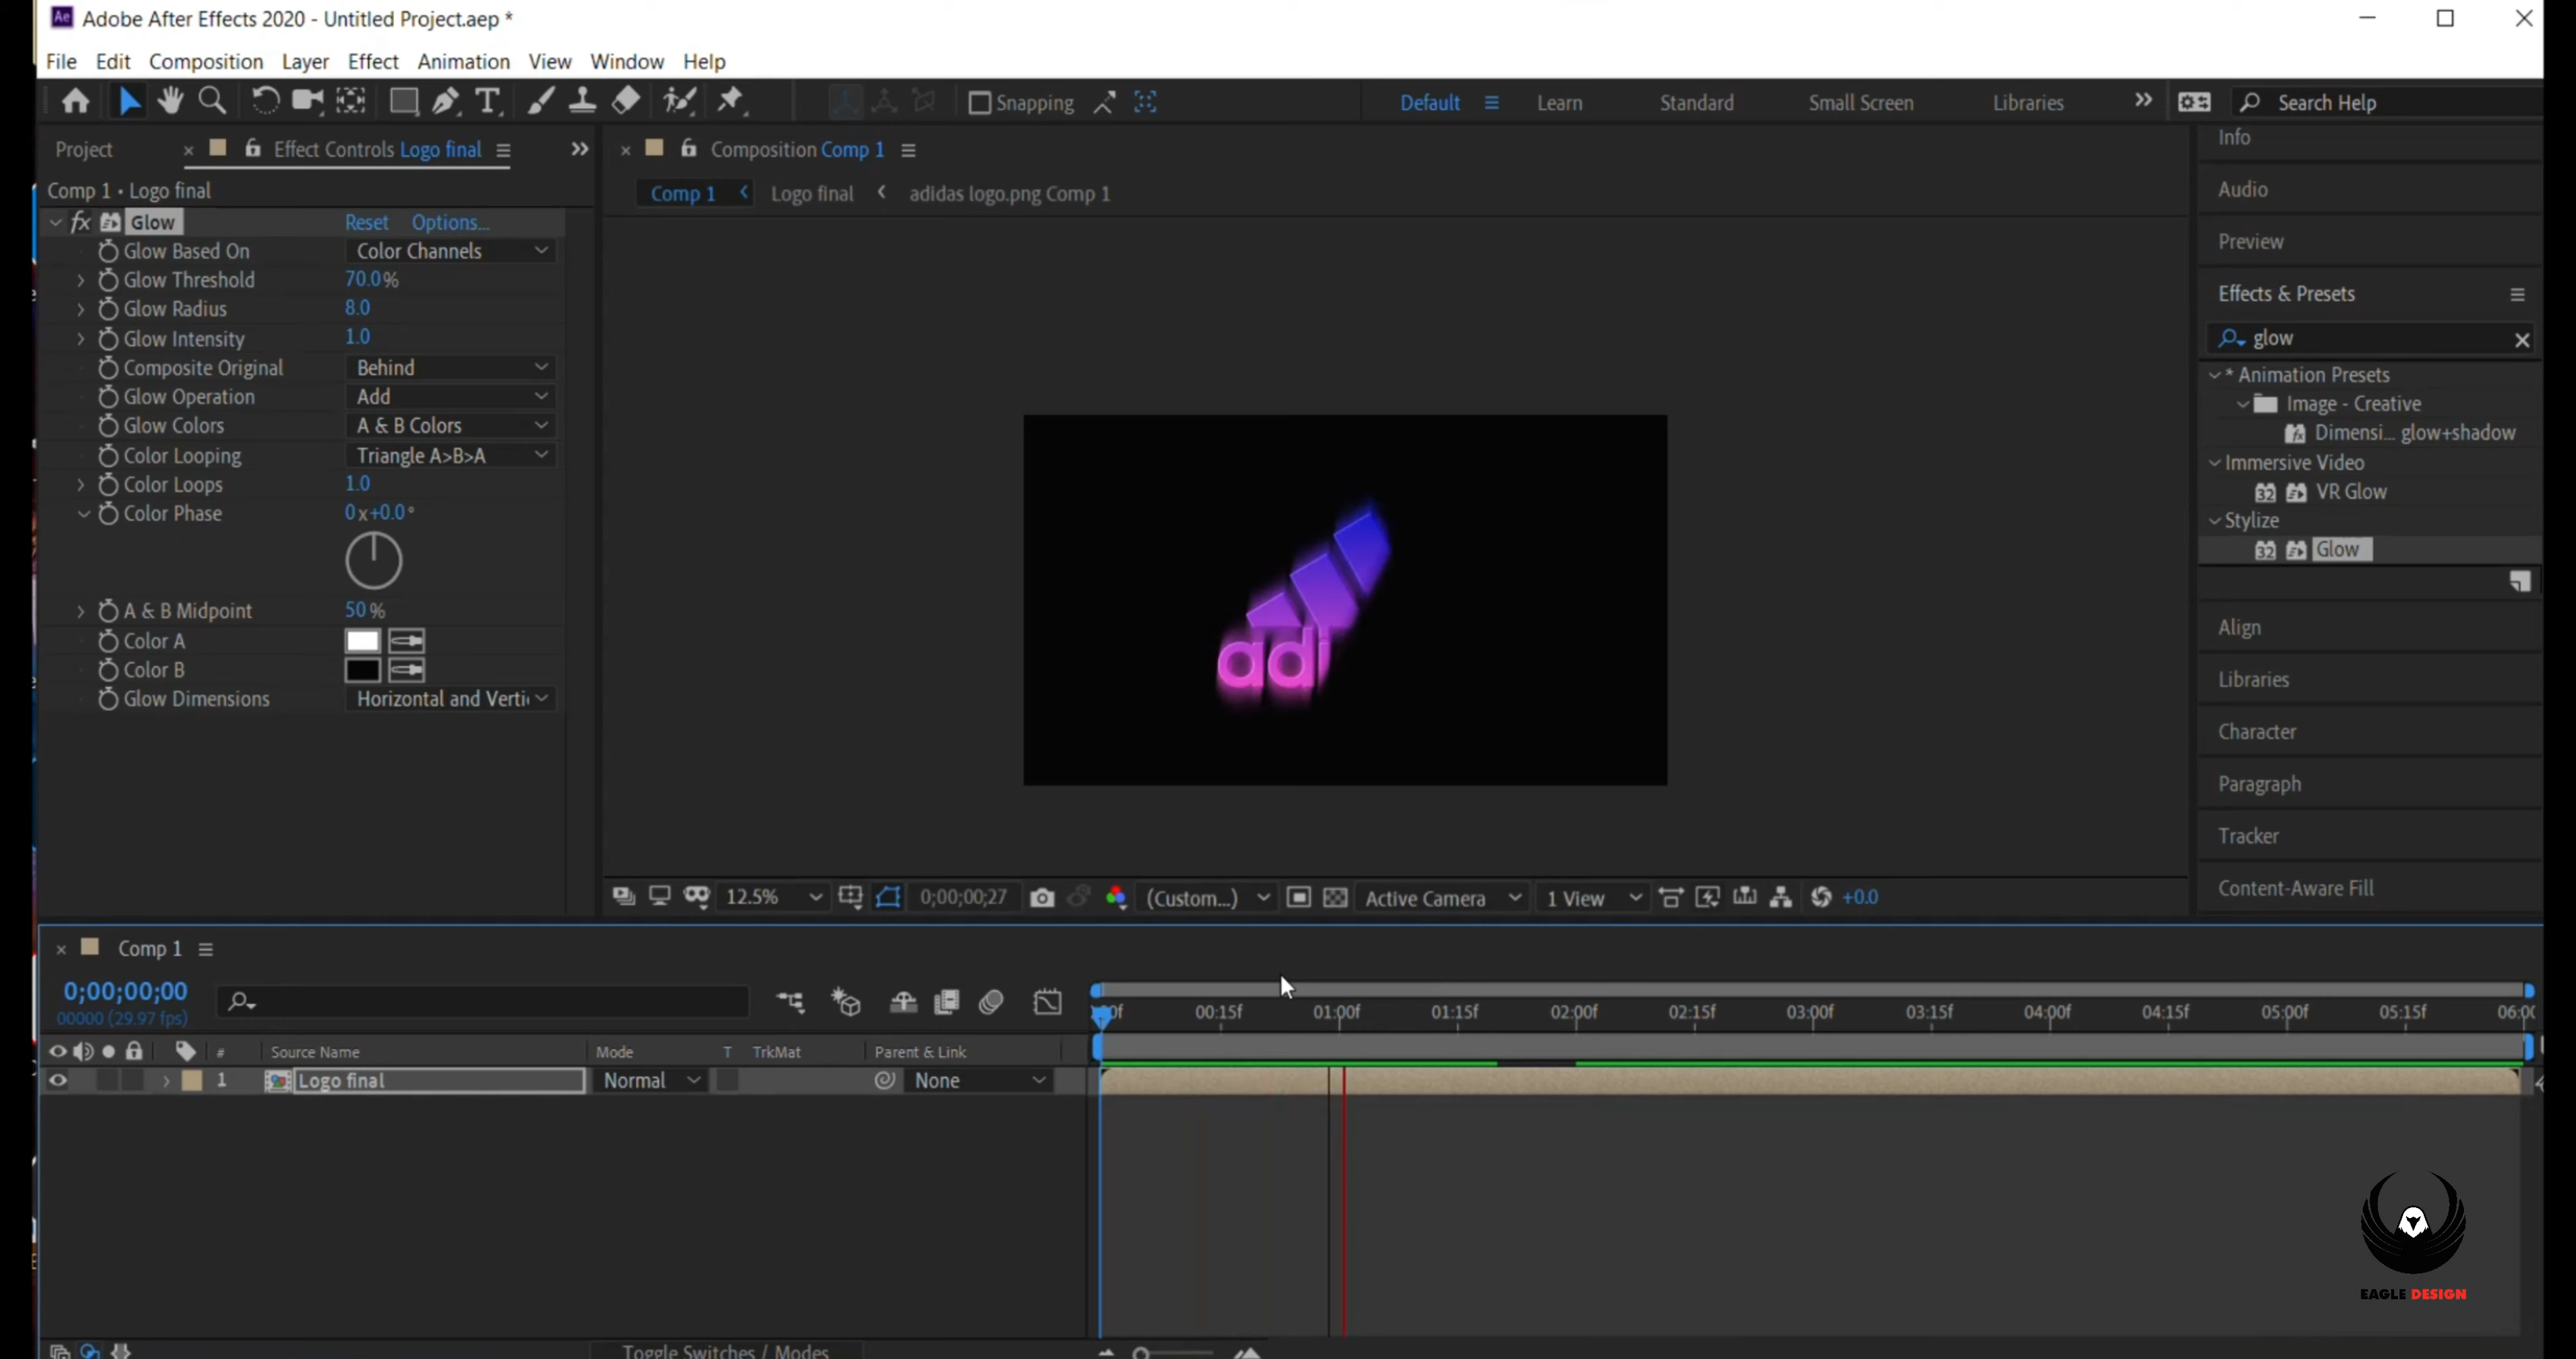 Ae Adobe After Effects 2020 - Untitled Project.aep *
File Edit Composition Layer Effect Animation View Window Help
Snapping Default Learn Standard Small Screen Libraries Search Help
Project Effect Controls Logo final
Comp 1 • Logo final
fx Glow Reset Options...
Glow Based On Color Channels
Glow Threshold 70.0 %
Glow Radius 8.0
Glow Intensity 1.0
Composite Original Behind
Glow Operation Add
Glow Colors A & B Colors
Color Looping Triangle A>B>A
Color Loops 1.0
Color Phase 0 x+0.0 °
A & B Midpoint 50 %
Color A
Color B
Glow Dimensions Horizontal and Verti
Composition Comp 1
Comp 1 Logo final adidas logo.png Comp 1
adi
12.5% 0;00;00;27 (Custom...) Active Camera 1 View +0.0
Info
Audio
Preview
Effects & Presets
glow
* Animation Presets
Image - Creative
Dimensi... glow+shadow
Immersive Video
32 VR Glow
Stylize
32 Glow
Align
Libraries
Character
Paragraph
Tracker
Content-Aware Fill
Comp 1
0;00;00;00
00000 (29.97 fps)
00:15f 01:00f 01:15f 02:00f 02:15f 03:00f 03:15f 04:00f 04:15f 05:00f 05:15f
# Source Name Mode T TrkMat Parent & Link
1 Logo final Normal None
Toggle Switches / Modes
EAGLE DESIGN